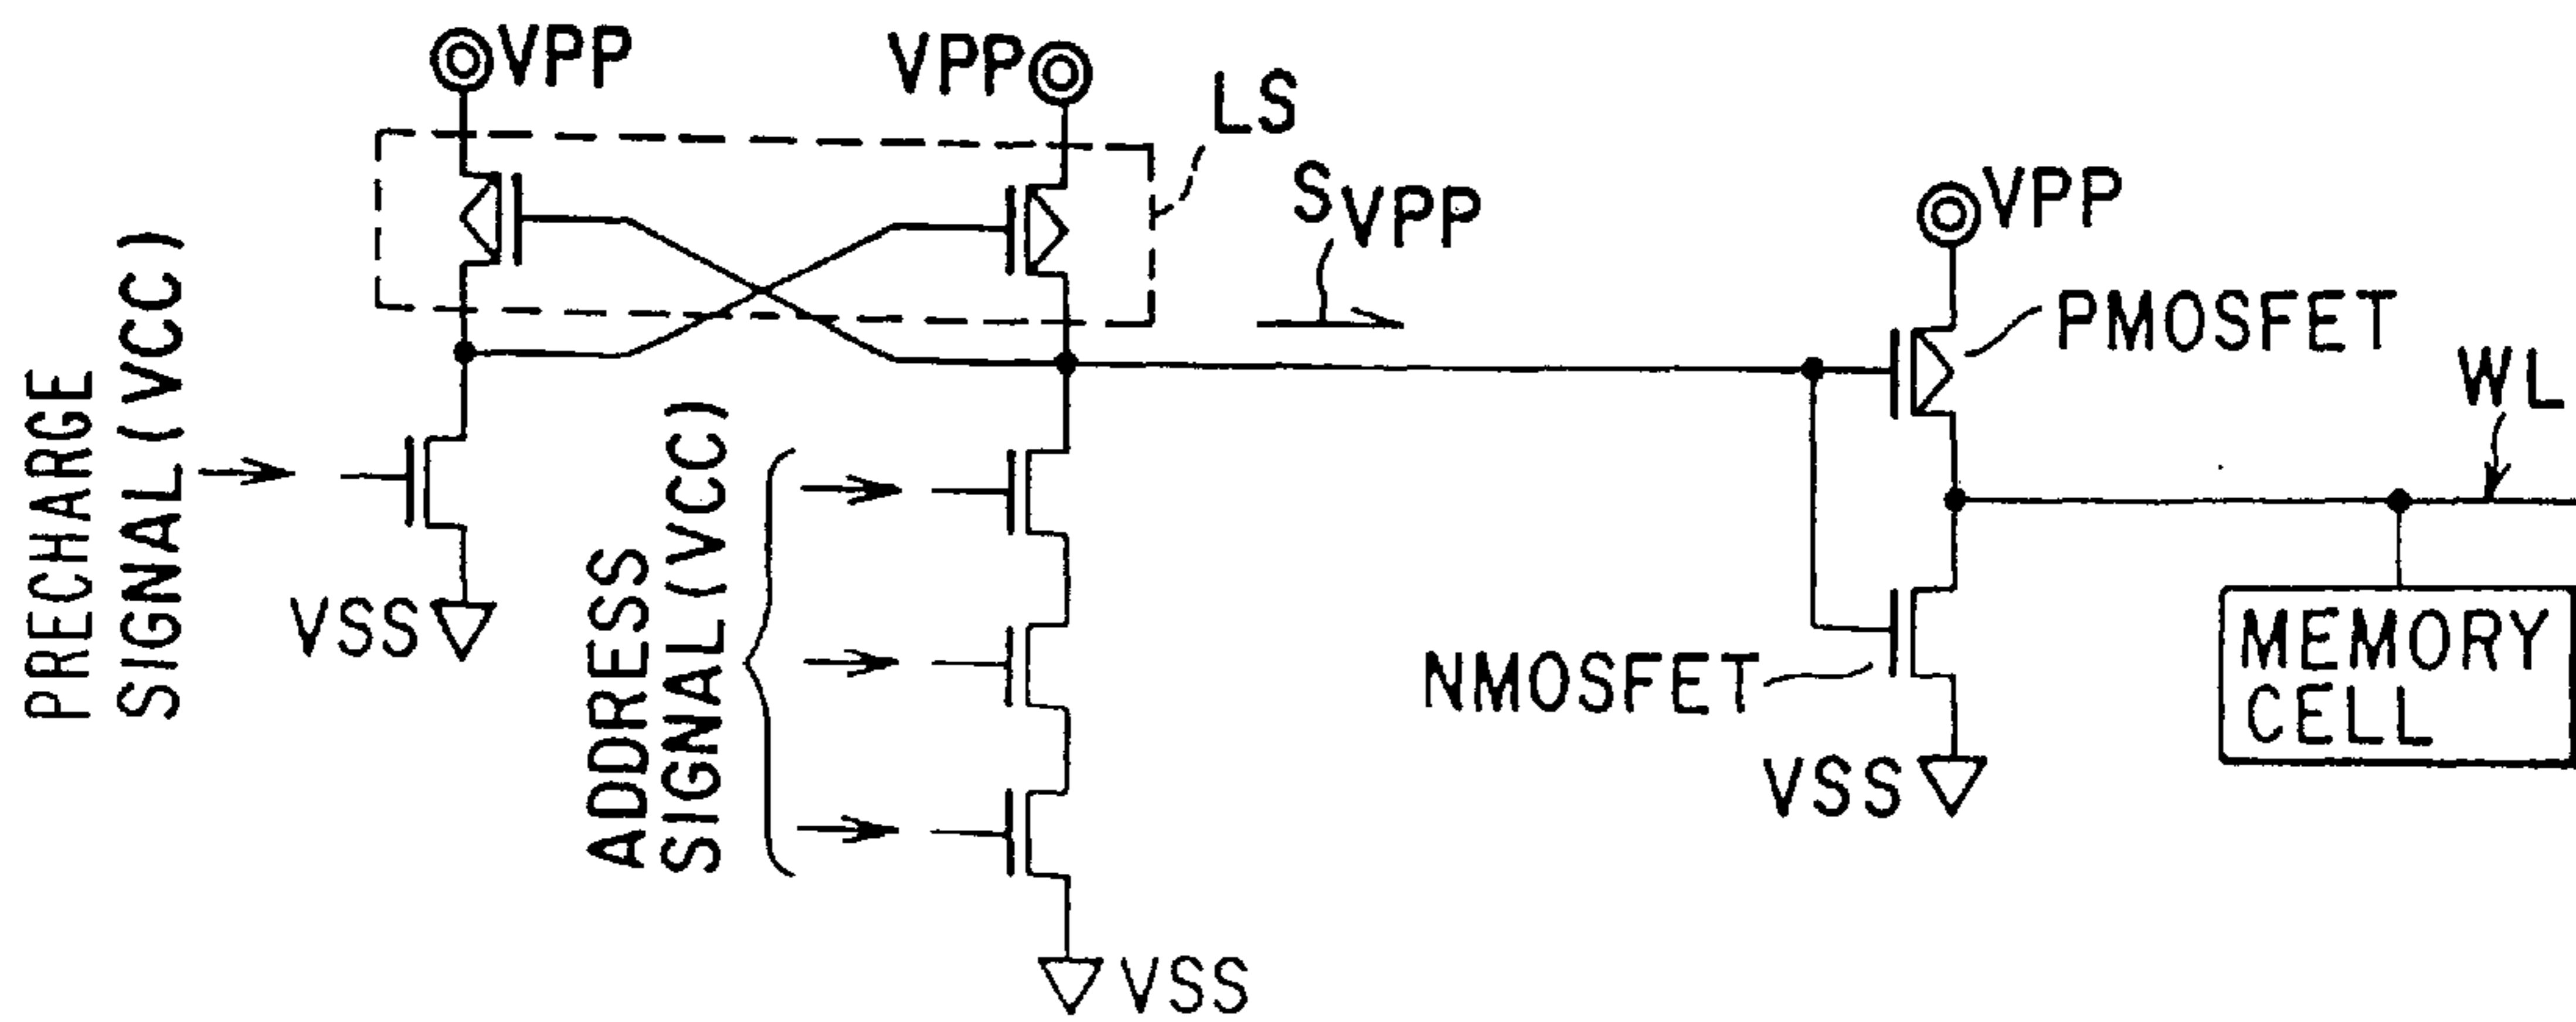 VPP
VPP
LS
SVPP
VPP
PMOSFET
WL
PRECHARGE
SIGNAL(VCC)
ADDRESS
SIGNAL(VCC)
VSS
NMOSFET
MEMORY
CELL
VSS
VSS